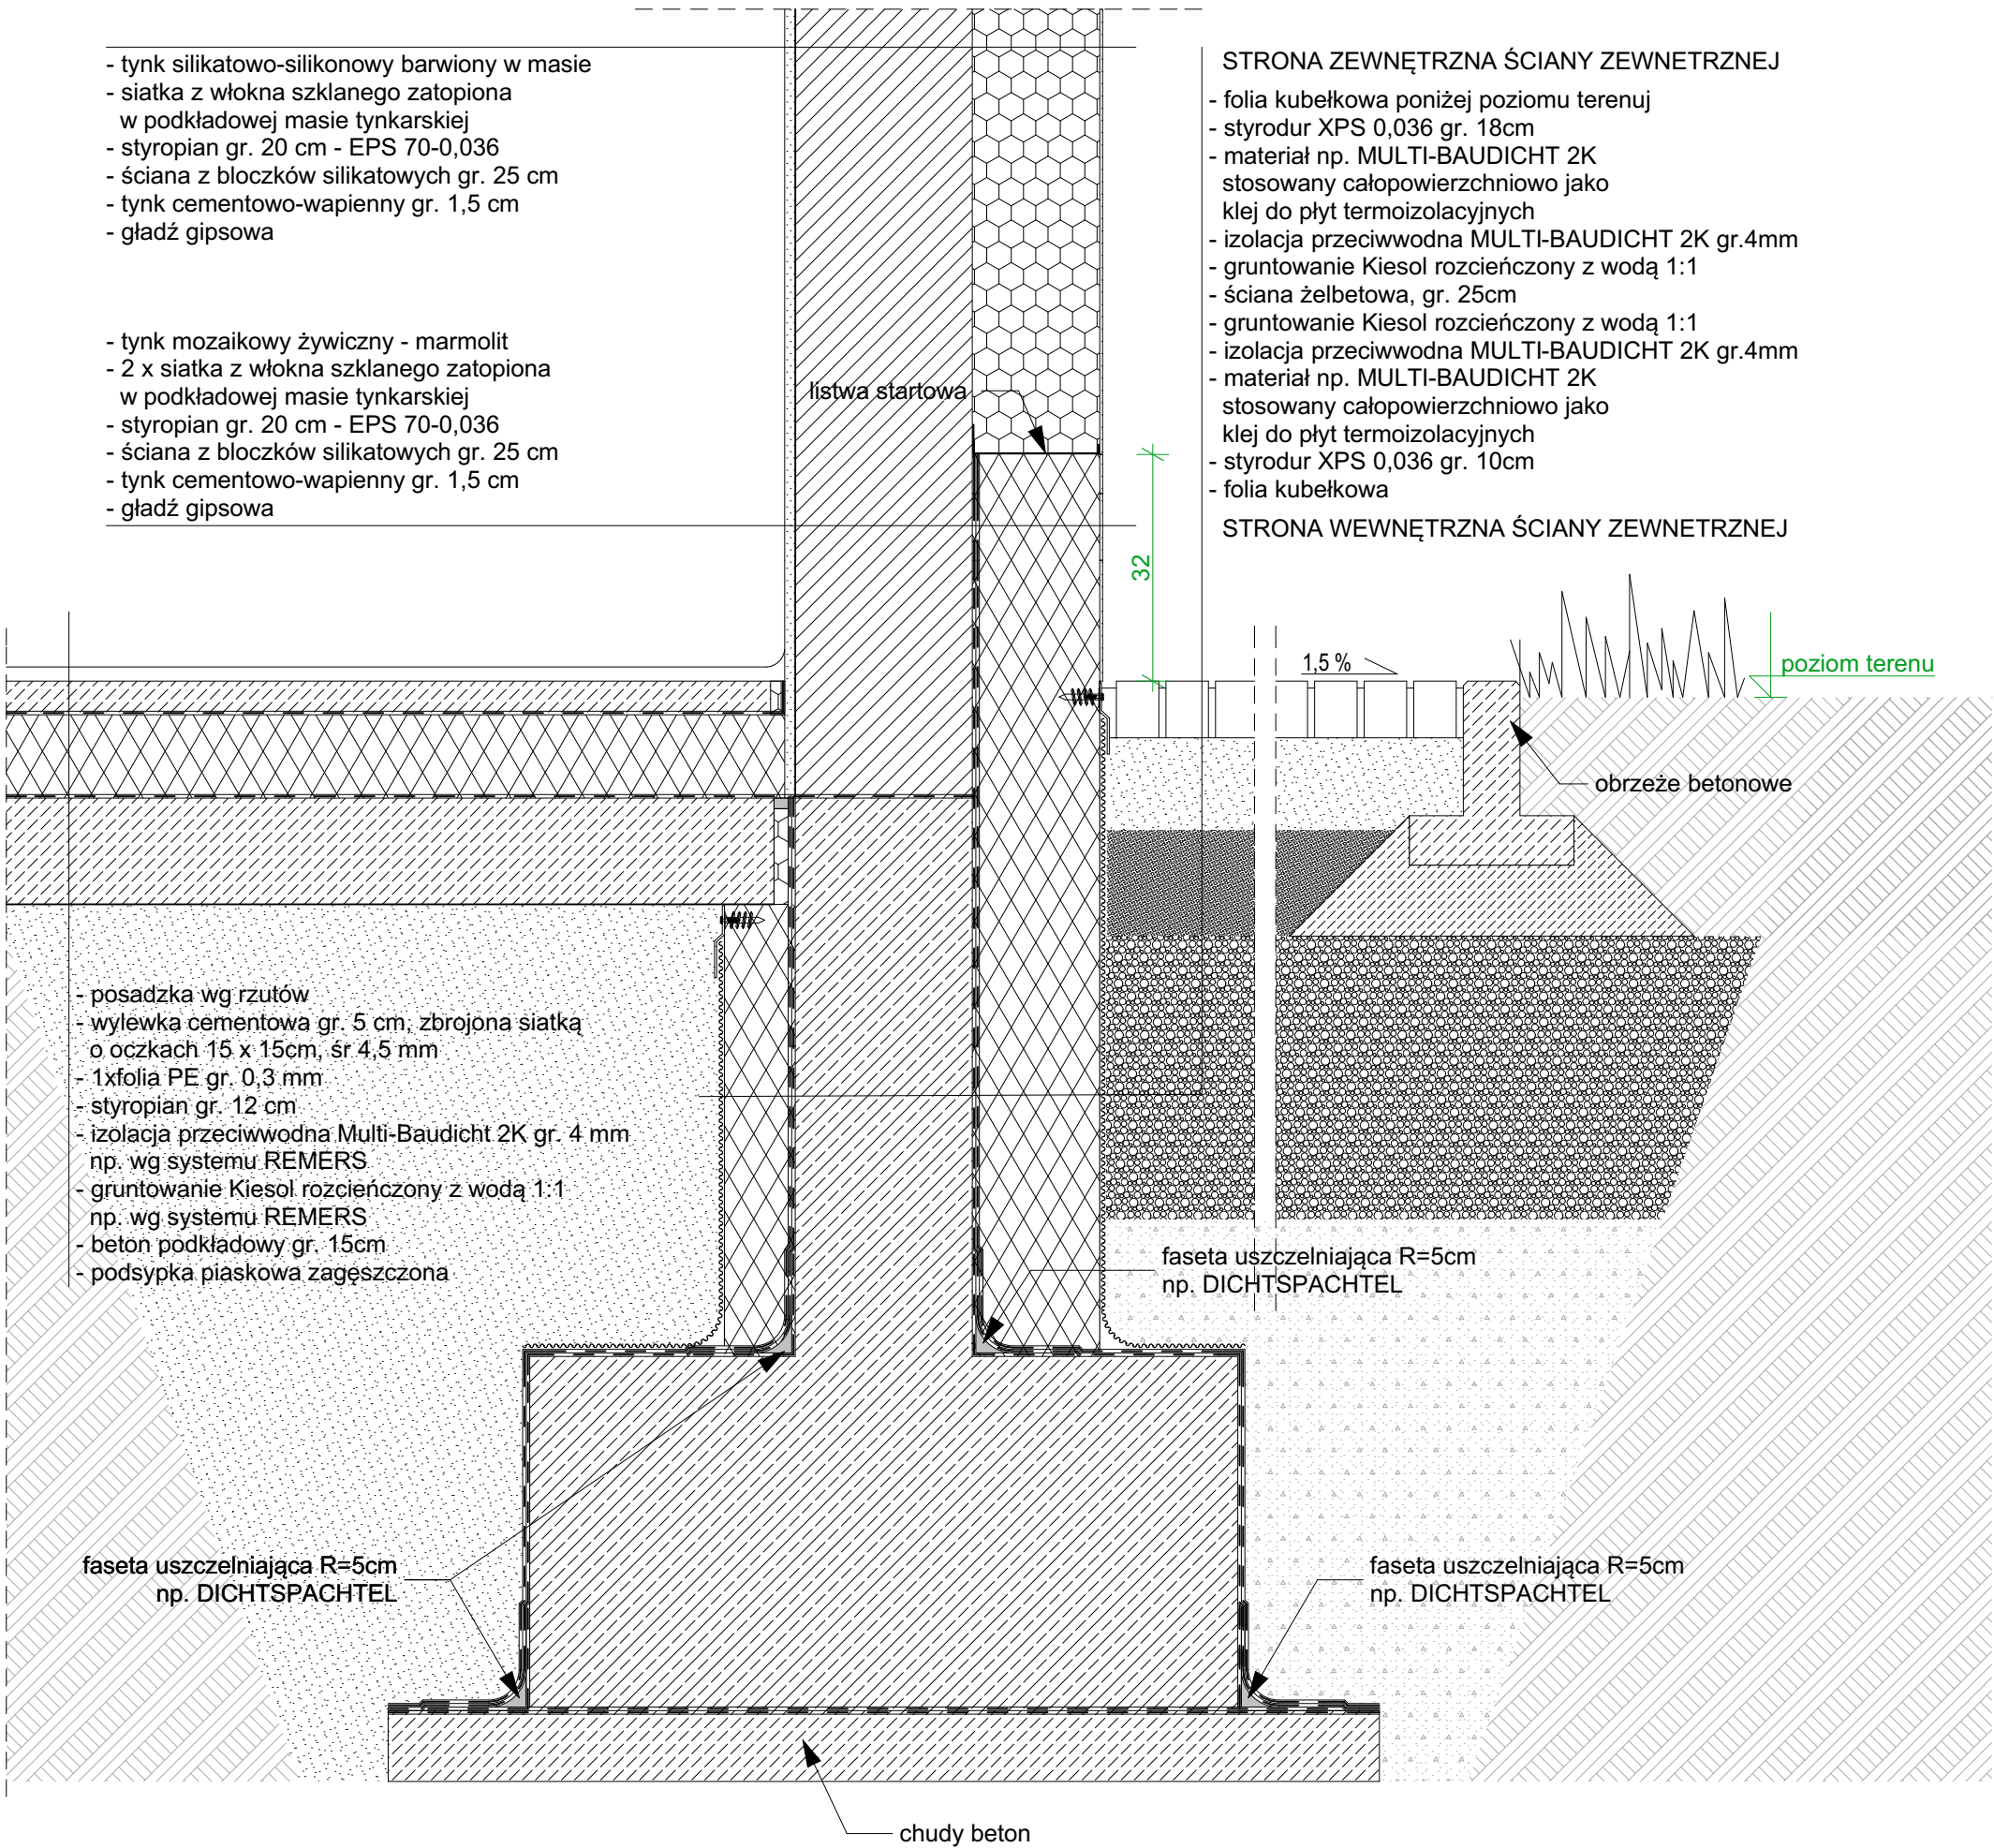 - tynk silikatowo-silikonowy barwiony w masie
- siatka z włokna szklanego zatopiona
w podkładowej masie tynkarskiej
- styropian gr. 20 cm - EPS 70-0,036
- ściana z bloczków silikatowych gr. 25 cm
- tynk cementowo-wapienny gr. 1,5 cm
- gładź gipsowa
- tynk mozaikowy żywiczny - marmolit
- 2 x siatka z włokna szklanego zatopiona
w podkładowej masie tynkarskiej
- styropian gr. 20 cm - EPS 70-0,036
- ściana z bloczków silikatowych gr. 25 cm
- tynk cementowo-wapienny gr. 1,5 cm
- gładź gipsowa
listwa startowa
STRONA ZEWNĘTRZNA ŚCIANY ZEWNETRZNEJ
- folia kubełkowa poniżej poziomu terenuj
- styrodur XPS 0,036 gr. 18cm
- materiał np. MULTI-BAUDICHT 2K
stosowany całopowierzchniowo jako
klej do płyt termoizolacyjnych
- izolacja przeciwwodna MULTI-BAUDICHT 2K gr.4mm
- gruntowanie Kiesol rozcieńczony z wodą 1:1
- ściana żelbetowa, gr. 25cm
- gruntowanie Kiesol rozcieńczony z wodą 1:1
- izolacja przeciwwodna MULTI-BAUDICHT 2K gr.4mm
- materiał np. MULTI-BAUDICHT 2K
stosowany całopowierzchniowo jako
klej do płyt termoizolacyjnych
- styrodur XPS 0,036 gr. 10cm
- folia kubełkowa
STRONA WEWNĘTRZNA ŚCIANY ZEWNETRZNEJ
32
1,5 %
poziom terenu
obrzeże betonowe
- posadzka wg rzutów
- wylewka cementowa gr. 5 cm, zbrojona siatką
o oczkach 15 x 15cm, śr 4,5 mm
- 1xfolia PE gr. 0,3 mm
- styropian gr. 12 cm
- izolacja przeciwwodna Multi-Baudicht 2K gr. 4 mm
np. wg systemu REMERS
- gruntowanie Kiesol rozcieńczony z wodą 1:1
np. wg systemu REMERS
- beton podkładowy gr. 15cm
- podsypka piaskowa zagęszczona
faseta uszczelniająca R=5cm
np. DICHTSPACHTEL
faseta uszczelniająca R=5cm
np. DICHTSPACHTEL
faseta uszczelniająca R=5cm
np. DICHTSPACHTEL
chudy beton